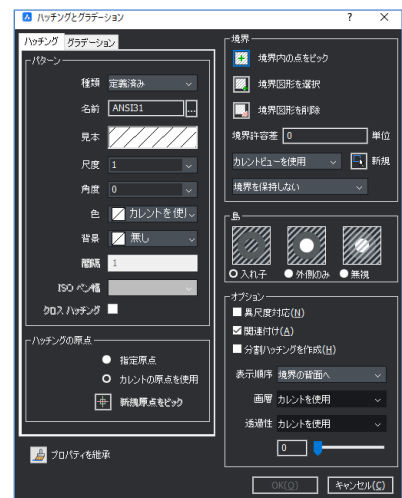 ハッチングとグラデーション
ハッチング グラデーション
パターン
種類 定義済み
名前 ANSI31 ...
見本
尺度 1
角度 0
色 カレントを使し
背景 無し
間隔 1
ISO ペン幅
クロス ハッチング
ハッチングの原点
指定原点
カレントの原点を使用
新規原点をピック
プロパティを継承
境界
境界内の点をピック
境界図形を選択
境界図形を削除
境界許容差 0 単位
カレントビューを使用 新規
境界を保持しない
島
入れ子 外側のみ 無視
オプション
異尺度対応(N)
関連付け(A)
分割ハッチングを作成(H)
表示順序 境界の背面へ
画層 カレントを使用
透過性 カレントを使用
0
OK(O) キャンセル(C)